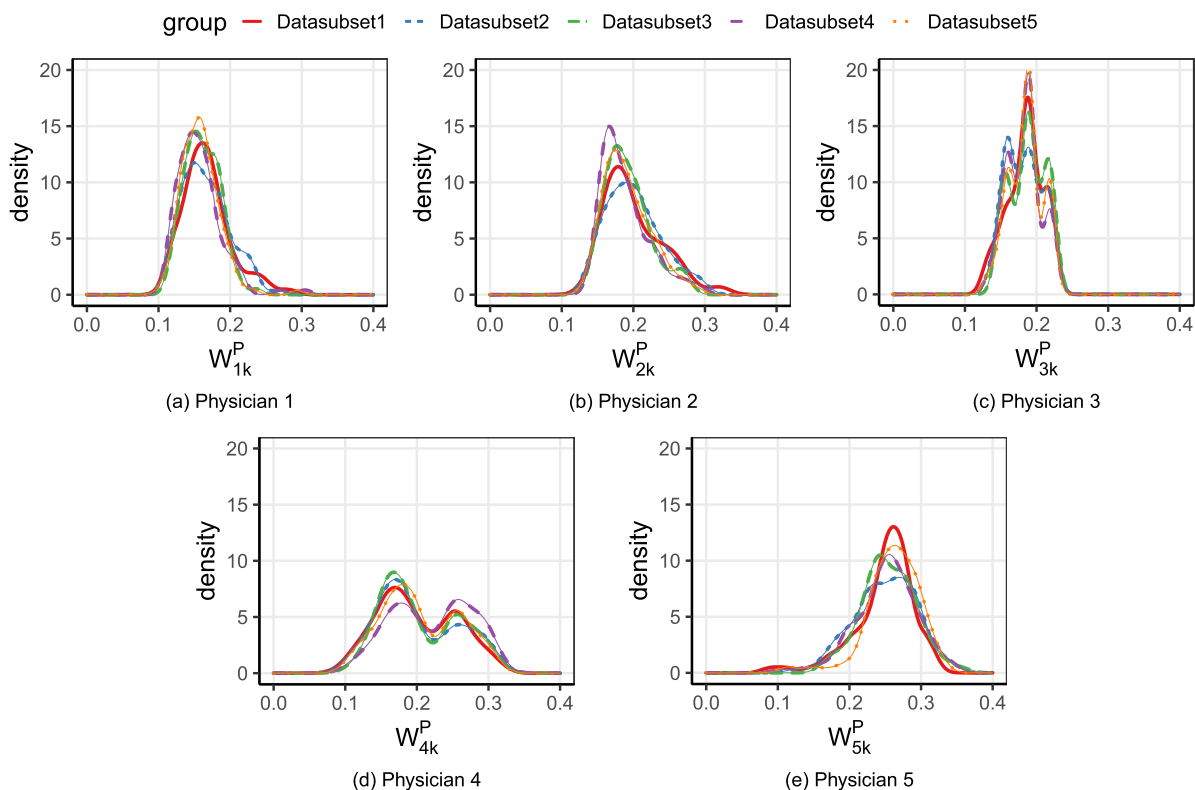 group Datasubset1 Datasubset2 Datasubset3 Datasubset4 Datasubset5
20
15
10
5
0
density
0.0 0.1 0.2 0.3 0.4
W^P_1k
(a) Physician 1
20
15
10
5
0
density
0.0 0.1 0.2 0.3 0.4
W^P_2k
(b) Physician 2
20
15
10
5
0
density
0.0 0.1 0.2 0.3 0.4
W^P_3k
(c) Physician 3
20
15
10
5
0
density
0.0 0.1 0.2 0.3 0.4
W^P_4k
(d) Physician 4
20
15
10
5
0
density
0.0 0.1 0.2 0.3 0.4
W^P_5k
(e) Physician 5